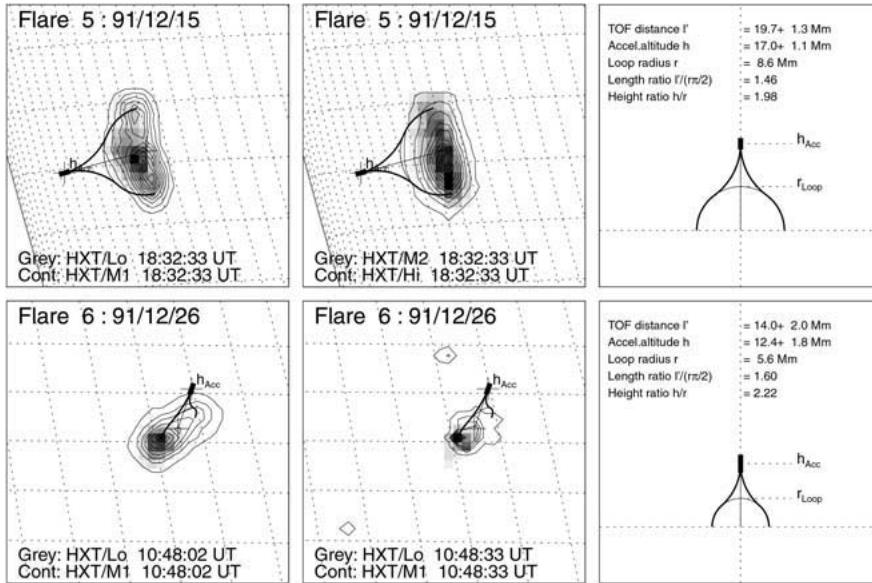 Flare 5 : 91/12/15
h
Grey: HXT/Lo 18:32:33 UT
Cont: HXT/M1 18:32:33 UT
Flare 5 : 91/12/15
h
Grey: HXT/M2 18:32:33 UT
Cont: HXT/Hi 18:32:33 UT
TOF distance l' = 19.7+ 1.3 Mm
Accel.altitude h = 17.0+ 1.1 Mm
Loop radius r = 8.6 Mm
Length ratio l'/(rπ/2) = 1.46
Height ratio h/r = 1.98
hAcc
rLoop
Flare 6 : 91/12/26
hAcc
Grey: HXT/Lo 10:48:02 UT
Cont: HXT/M1 10:48:02 UT
Flare 6 : 91/12/26
hAcc
Grey: HXT/Lo 10:48:33 UT
Cont: HXT/M1 10:48:33 UT
TOF distance l' = 14.0+ 2.0 Mm
Accel.altitude h = 12.4+ 1.8 Mm
Loop radius r = 5.6 Mm
Length ratio l'/(rπ/2) = 1.60
Height ratio h/r = 2.22
hAcc
rLoop